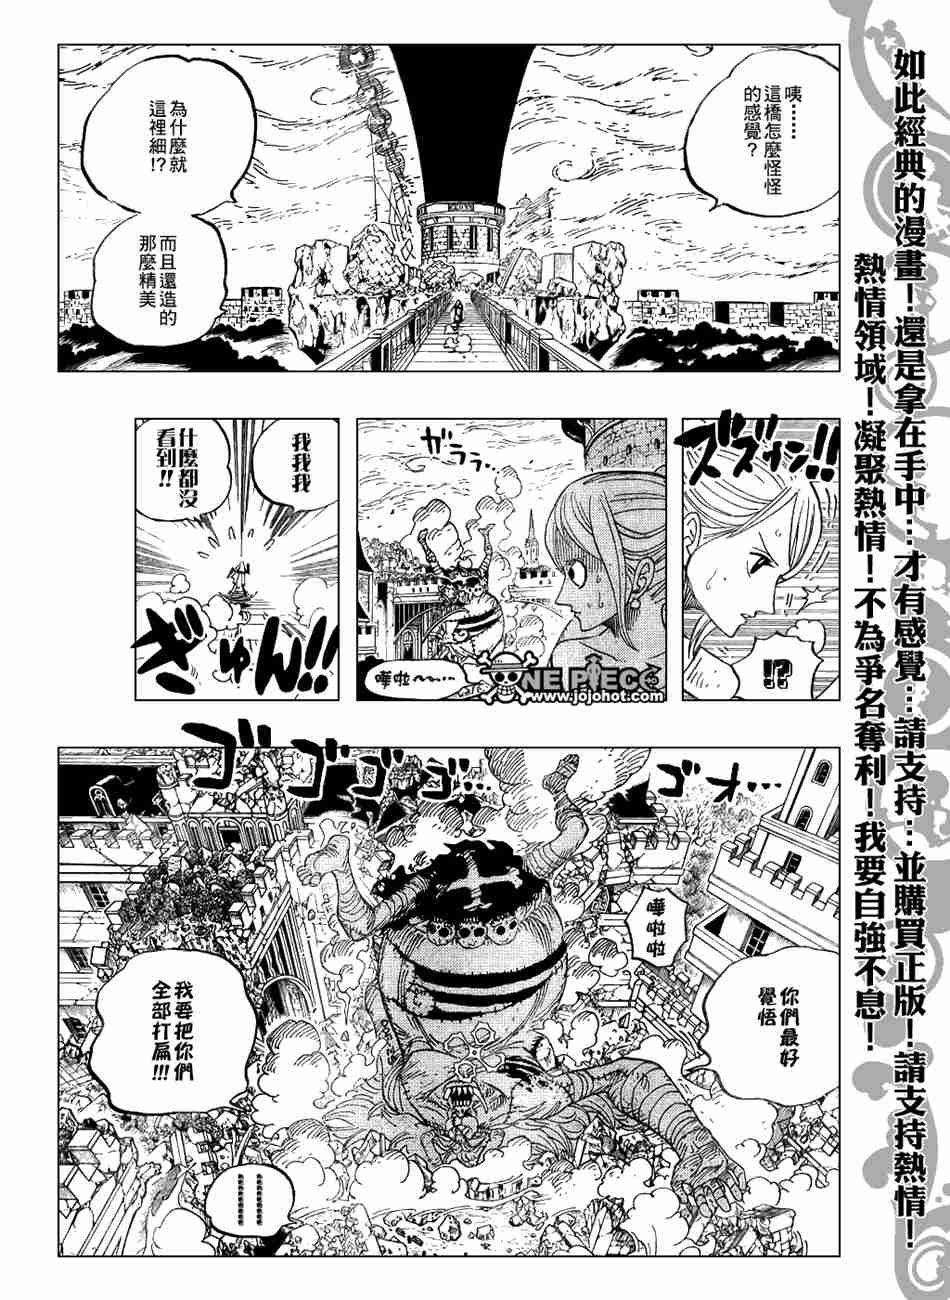 咦……
這橋怎麼怪怪
的感覺?
為什麼就
這裡細!?
而且還造的
那麼精美
ズズゥン!!
!?
ガラガラ
嘩啦~~…
ONE PIECE
www.jojohot.com
我我我
什麼都沒
看到!!
ぎゅん!!
ゴゴゴゴゴゴオ…
嘩啦啦
你們最好
覺悟
我要把你們
全部打扁!!!
………
………
如此經典的漫畫!還是拿在手中…才有感覺…請支持…並購買正版!請支持熱情!
熱情領域!凝聚熱情!不為爭名奪利!我要自強不息!